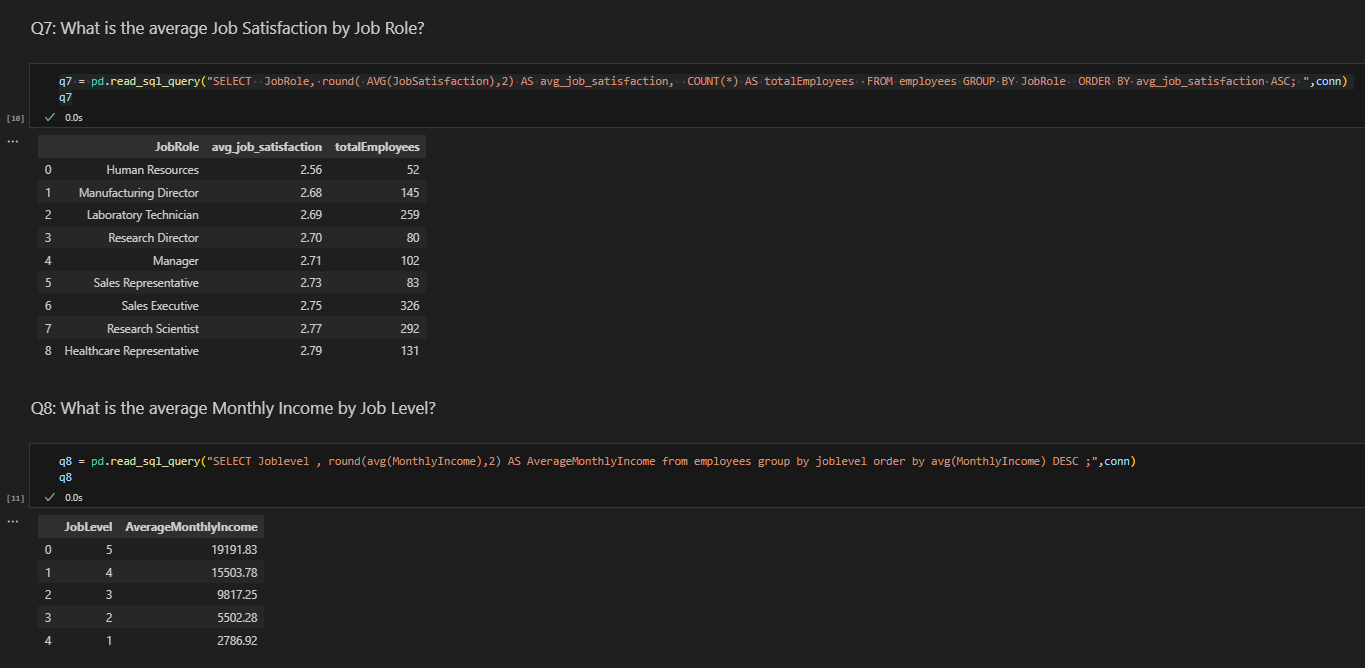 Q7: What is the average Job Satisfaction by Job Role?
q7 = pd.read_sql_query("SELECT  JobRole, round( AVG(JobSatisfaction),2) AS avg_job_satisfaction,  COUNT(*) AS totalEmployees  FROM employees GROUP BY JobRole  ORDER BY avg_job_satisfaction ASC; ",conn)
q7
[10] ✓ 0.0s
...
JobRole avg_job_satisfaction totalEmployees
0 Human Resources 2.56 52
1 Manufacturing Director 2.68 145
2 Laboratory Technician 2.69 259
3 Research Director 2.70 80
4 Manager 2.71 102
5 Sales Representative 2.73 83
6 Sales Executive 2.75 326
7 Research Scientist 2.77 292
8 Healthcare Representative 2.79 131
Q8: What is the average Monthly Income by Job Level?
q8 = pd.read_sql_query("SELECT Joblevel , round(avg(MonthlyIncome),2) AS AverageMonthlyIncome from employees group by joblevel order by avg(MonthlyIncome) DESC ;",conn)
q8
[11] ✓ 0.0s
...
JobLevel AverageMonthlyIncome
0 5 19191.83
1 4 15503.78
2 3 9817.25
3 2 5502.28
4 1 2786.92